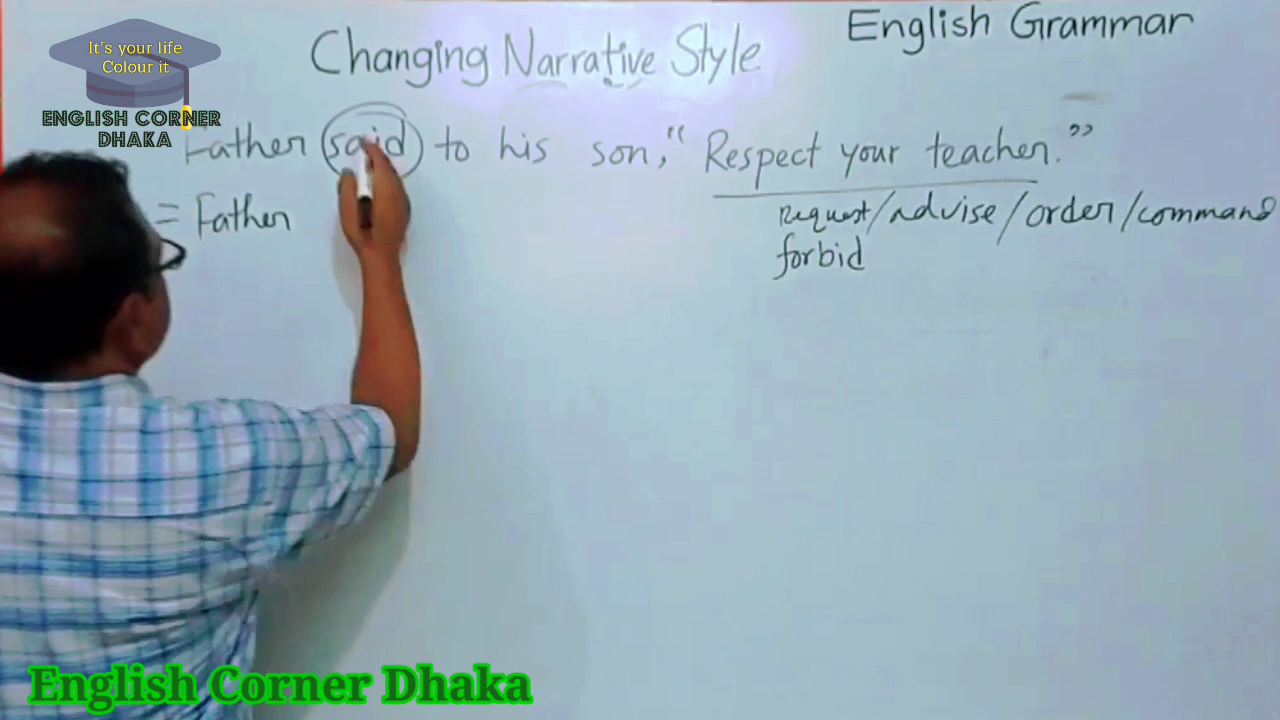 English Grammar
Changing Narrative Style
It's your life
Colour it
ENGLISH CORNER
DHAKA
Father said to his son, “Respect your teacher.”
= Father
request/advise/order/command
forbid
English Corner Dhaka